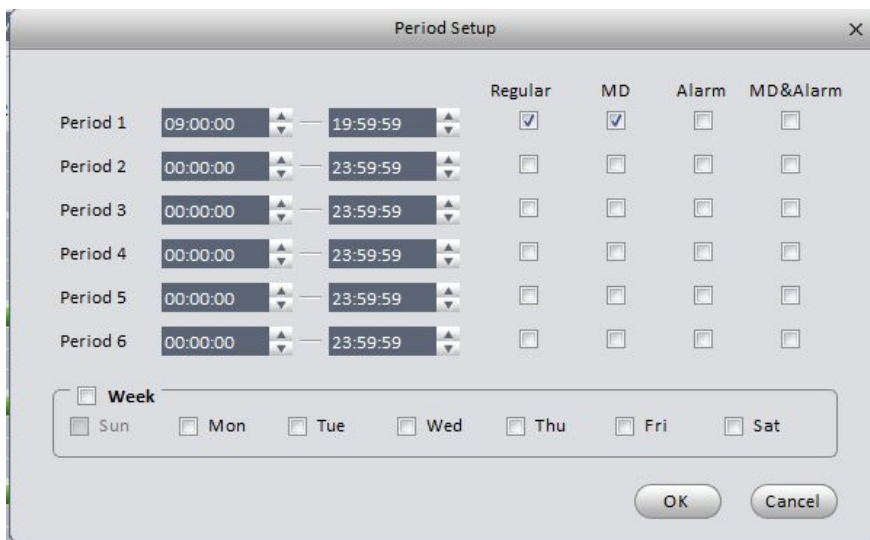 Period Setup
Regular MD Alarm MD&Alarm
Period 1 09:00:00 19:59:59
Period 2 00:00:00 23:59:59
Period 3 00:00:00 23:59:59
Period 4 00:00:00 23:59:59
Period 5 00:00:00 23:59:59
Period 6 00:00:00 23:59:59
Week
Sun Mon Tue Wed Thu Fri Sat
OK Cancel